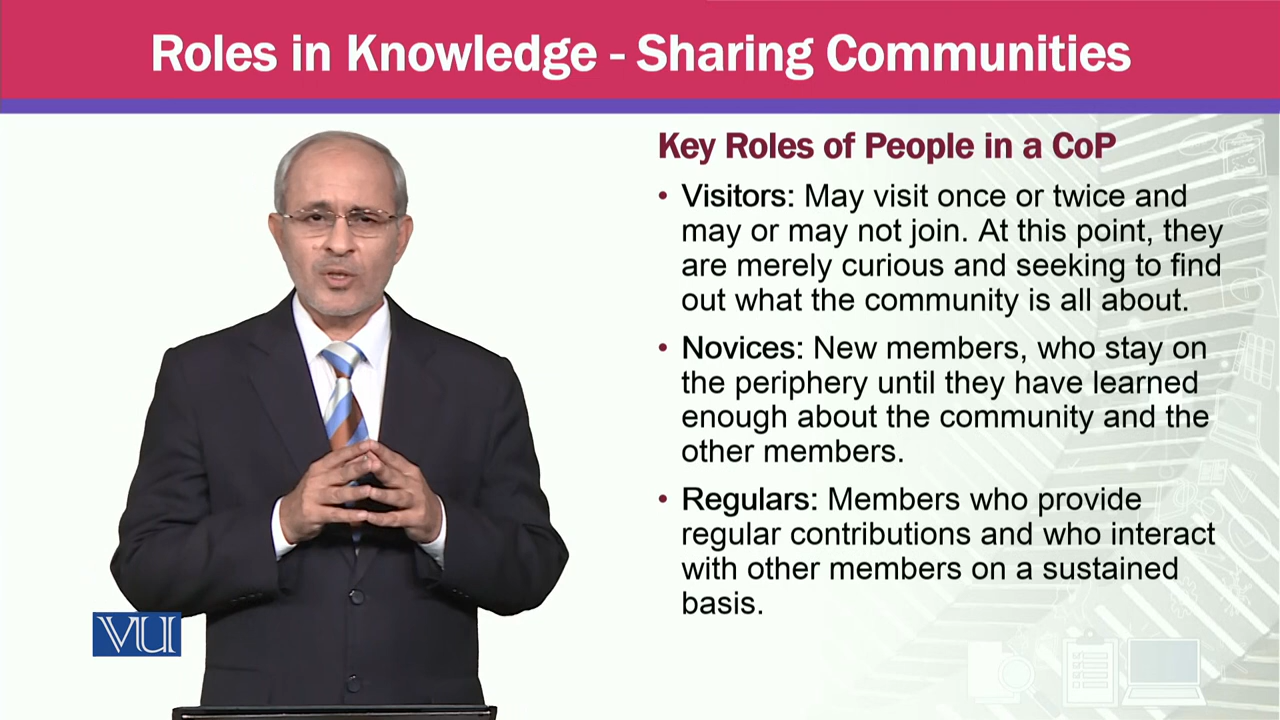 Roles in Knowledge - Sharing Communities
Key Roles of People in a CoP
• Visitors: May visit once or twice and
may or may not join. At this point, they
are merely curious and seeking to find
out what the community is all about.
• Novices: New members, who stay on
the periphery until they have learned
enough about the community and the
other members.
• Regulars: Members who provide
regular contributions and who interact
with other members on a sustained
basis.
VU